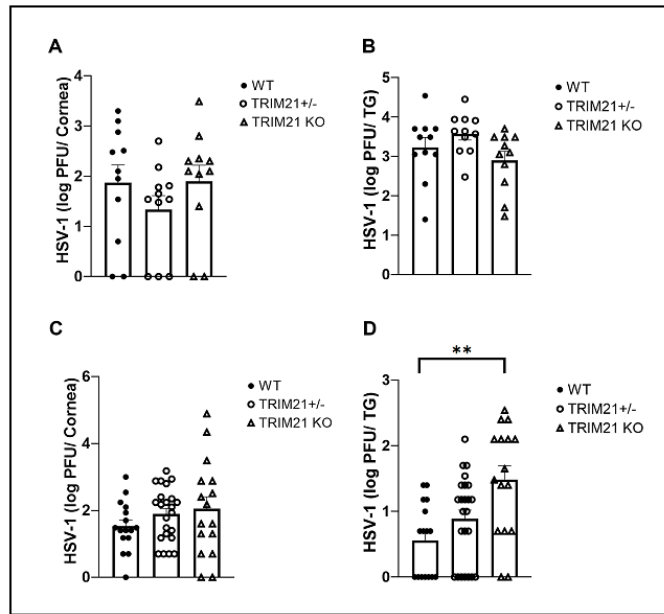 A
HSV-1 (log PFU/ Cornea)
4
3
2
1
0
WT
TRIM21+/-
TRIM21 KO
B
HSV-1 (log PFU/ TG)
5
4
3
2
1
0
WT
TRIM21+/-
TRIM21 KO
C
HSV-1 (log PFU/ Cornea)
6
4
2
0
WT
TRIM21+/-
TRIM21 KO
D
**
HSV-1 (log PFU/ TG)
3
2
1
0
WT
TRIM21+/-
TRIM21 KO